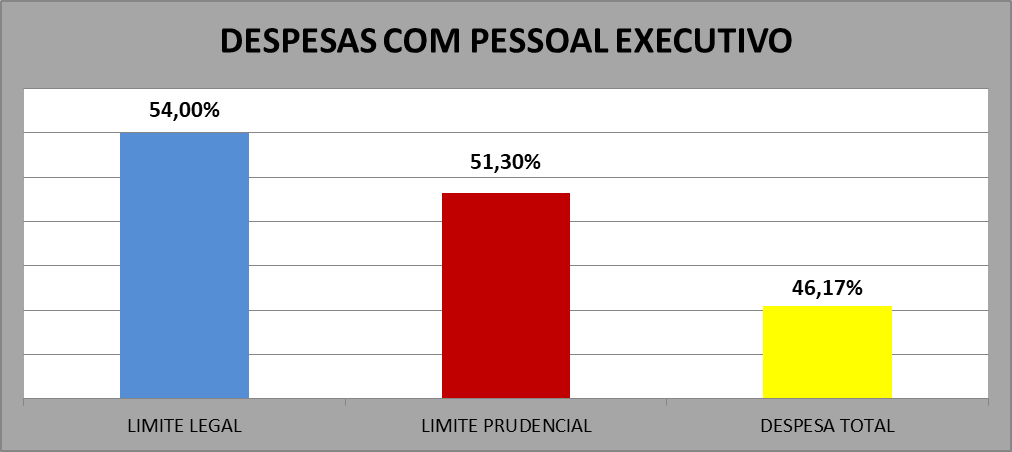 DESPESAS COM PESSOAL EXECUTIVO
54,00%
51,30%
46,17%
LIMITE LEGAL
LIMITE PRUDENCIAL
DESPESA TOTAL